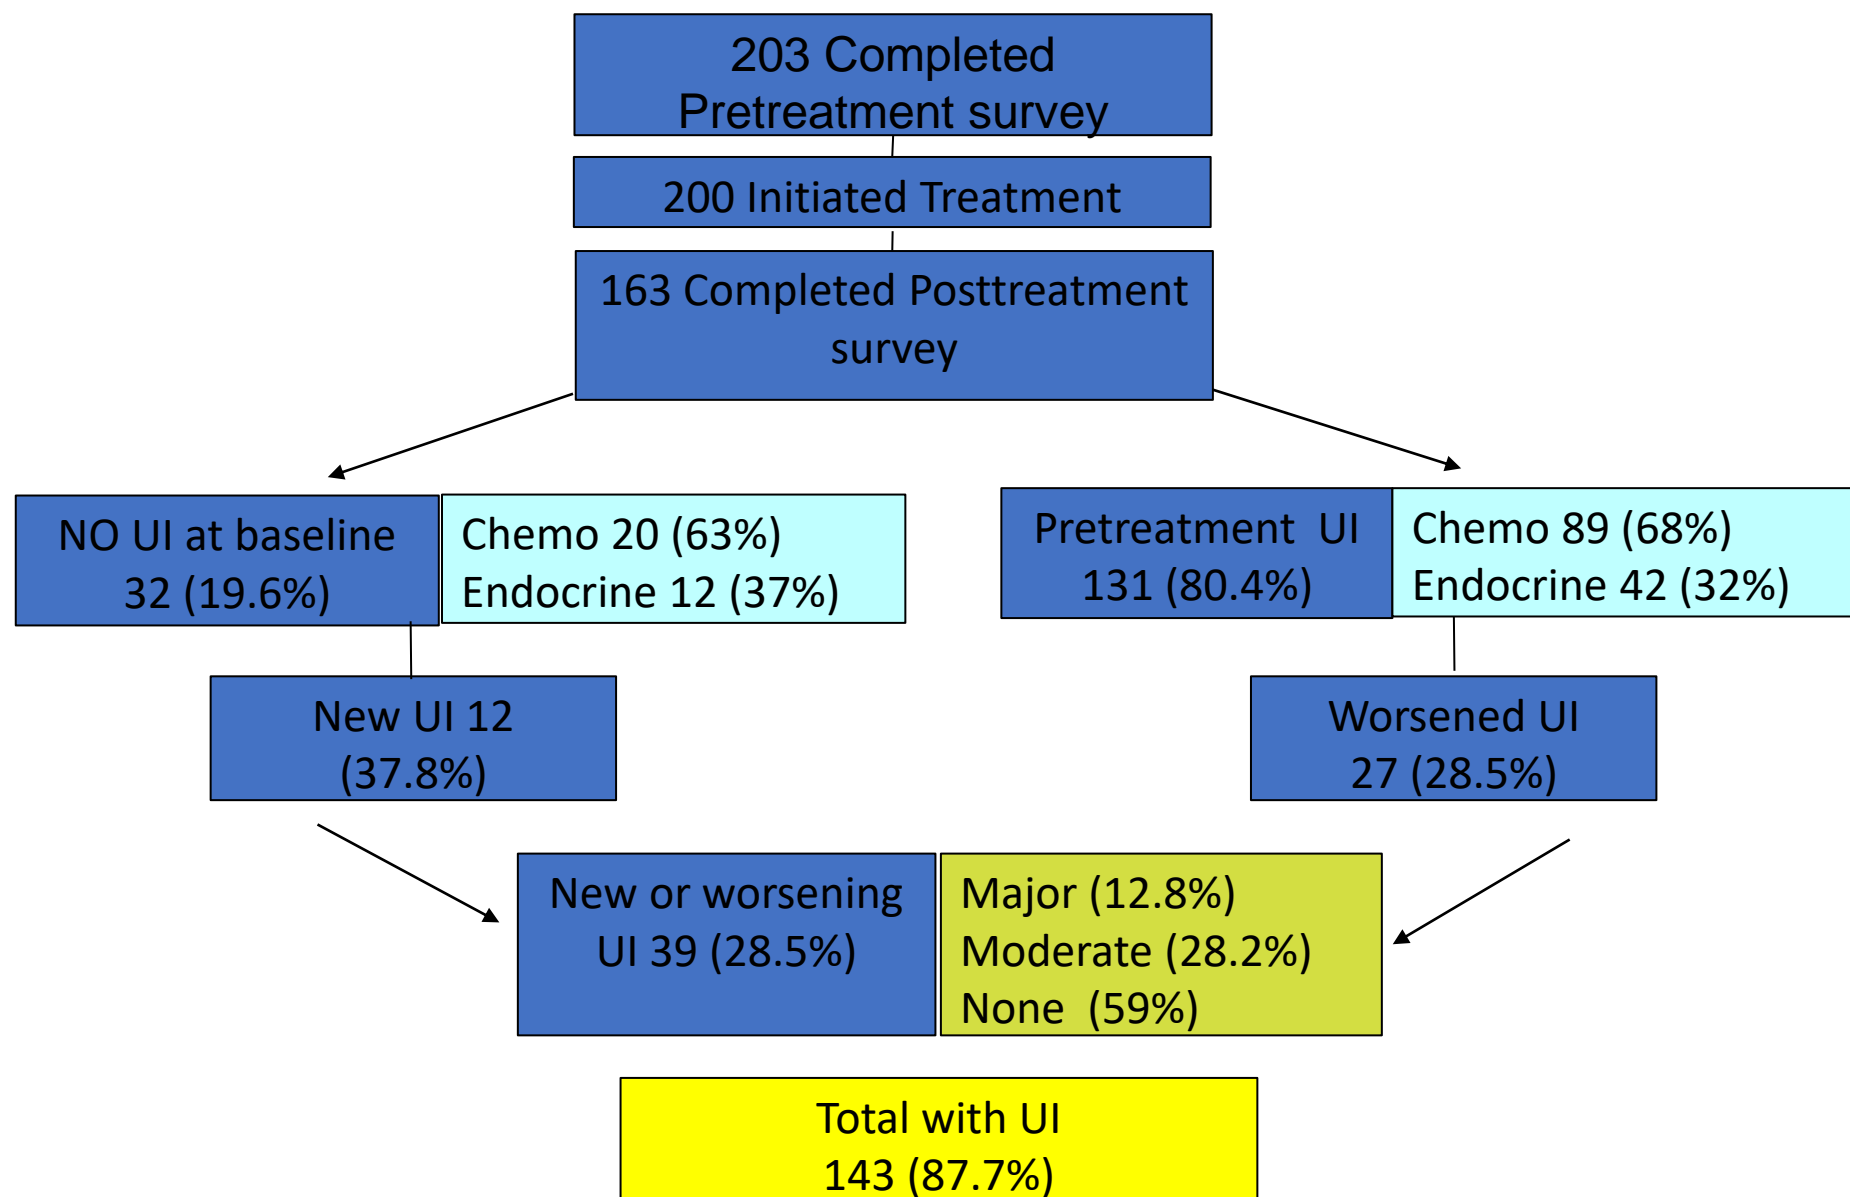 203 Completed
Pretreatment survey
200 Initiated Treatment
163 Completed Posttreatment
survey
NO UI at baseline
32 (19.6%)
Chemo 20 (63%)
Endocrine 12 (37%)
Pretreatment  UI
131 (80.4%)
Chemo 89 (68%)
Endocrine 42 (32%)
New UI 12
(37.8%)
Worsened UI
27 (28.5%)
New or worsening
UI 39 (28.5%)
Major (12.8%)
Moderate (28.2%)
None  (59%)
Total with UI
143 (87.7%)